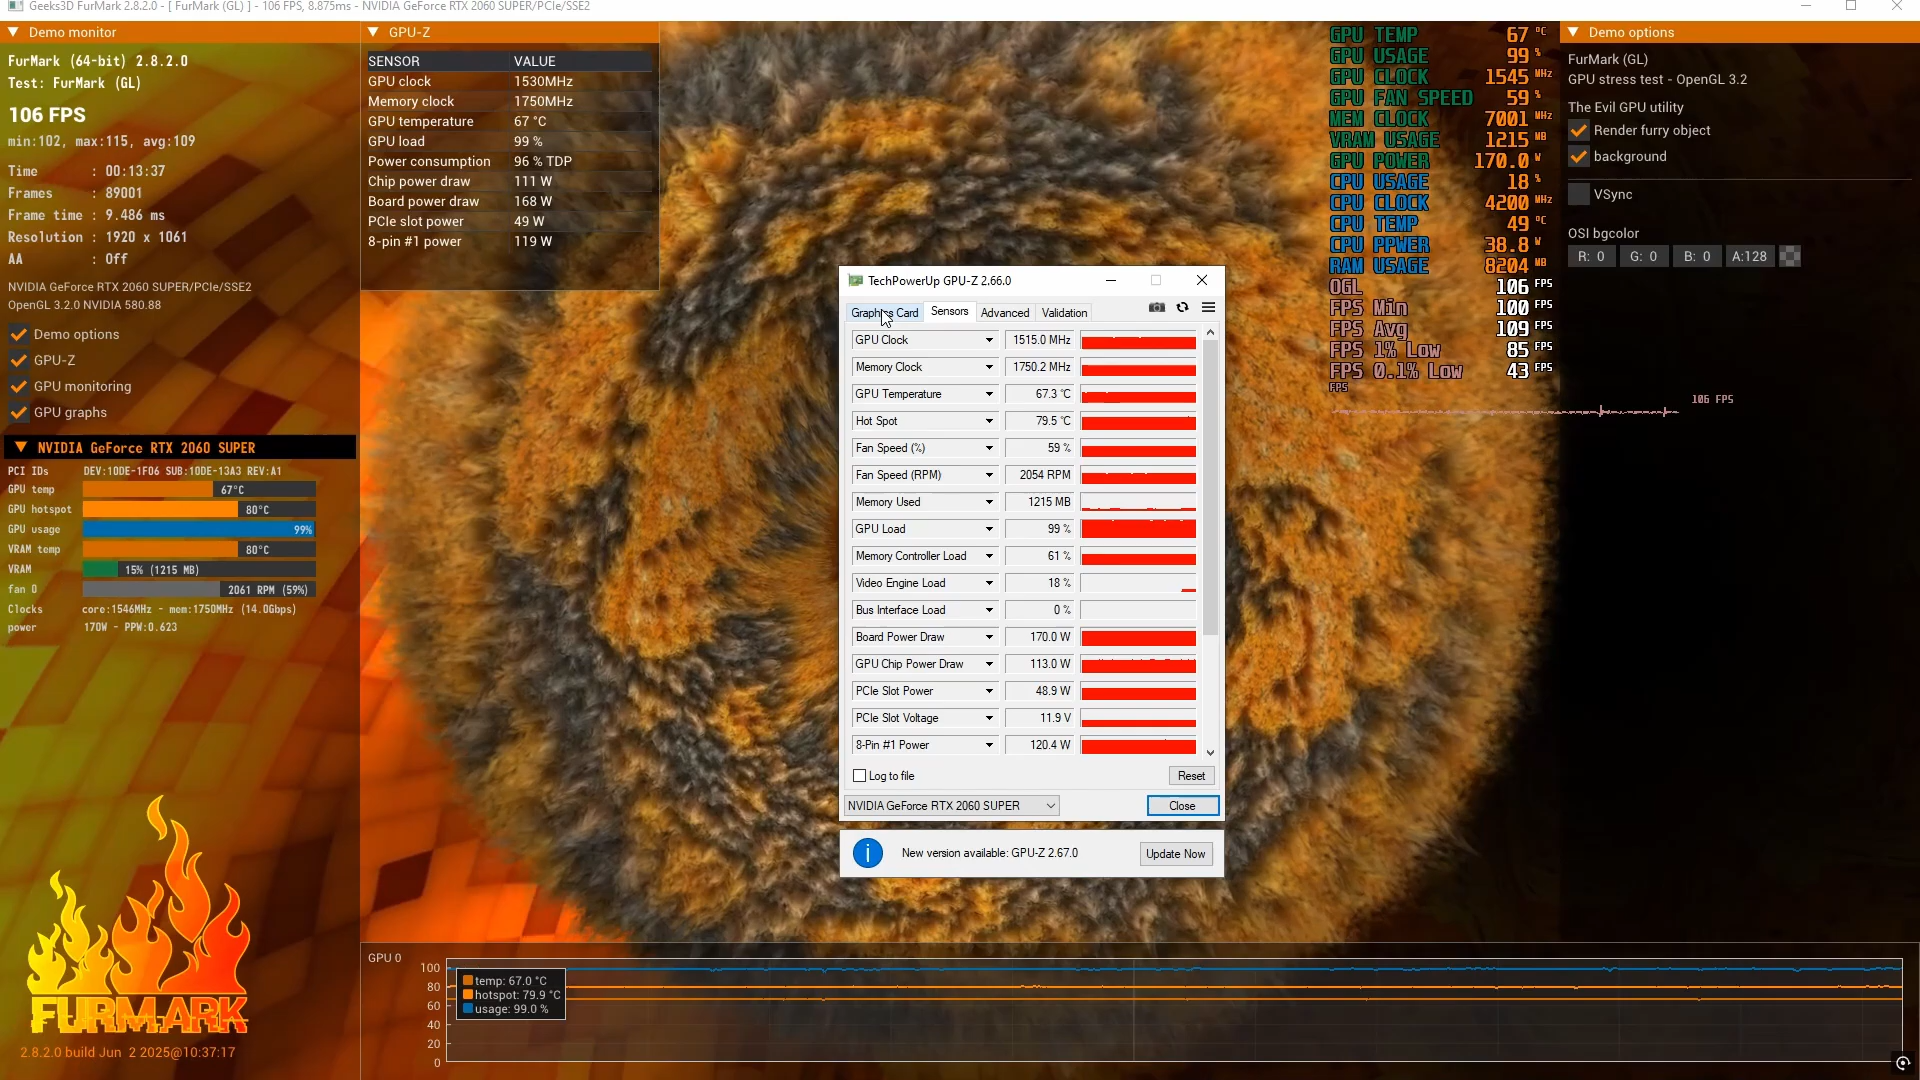 Geeks3D FurMark 2.8.2.0 - [ FurMark (GL) ] - 106 FPS, 8.875ms - NVIDIA GeForce RTX 2060 SUPER/PCIe/SSE2
Demo monitor
FurMark (64-bit) 2.8.2.0
Test: FurMark (GL)
106 FPS
min:102, max:115, avg:109
Time : 00:13:37
Frames : 89001
Frame time : 9.486 ms
Resolution : 1920 x 1061
AA : Off
NVIDIA GeForce RTX 2060 SUPER/PCIe/SSE2
OpenGL 3.2.0 NVIDIA 580.88
Demo options
GPU-Z
GPU monitoring
GPU graphs
NVIDIA GeForce RTX 2060 SUPER
PCI IDs DEV:10DE-1F06 SUB:10DE-13A3 REV:A1
GPU temp 67°C
GPU hotspot 80°C
GPU usage 99%
VRAM temp 80°C
VRAM 15% (1215 MB)
fan 0 2061 RPM (59%)
Clocks core:1546MHz - mem:1750MHz (14.0Gbps)
power 170W - PPW:0.623
FURMARK
2.8.2.0 build Jun 2 2025@10:37:17
GPU-Z
SENSOR VALUE
GPU clock 1530MHz
Memory clock 1750MHz
GPU temperature 67 °C
GPU load 99 %
Power consumption 96 % TDP
Chip power draw 111 W
Board power draw 168 W
PCIe slot power 49 W
8-pin #1 power 119 W
TechPowerUp GPU-Z 2.66.0
Graphics Card Sensors Advanced Validation
GPU Clock 1515.0 MHz
Memory Clock 1750.2 MHz
GPU Temperature 67.3 °C
Hot Spot 79.5 °C
Fan Speed (%) 59 %
Fan Speed (RPM) 2054 RPM
Memory Used 1215 MB
GPU Load 99 %
Memory Controller Load 61 %
Video Engine Load 18 %
Bus Interface Load 0 %
Board Power Draw 170.0 W
GPU Chip Power Draw 113.0 W
PCIe Slot Power 48.9 W
PCIe Slot Voltage 11.9 V
8-Pin #1 Power 120.4 W
Log to file Reset
NVIDIA GeForce RTX 2060 SUPER Close
New version available: GPU-Z 2.67.0 Update Now
GPU TEMP 67 °C
GPU USAGE 99 %
GPU CLOCK 1545 MHz
GPU FAN SPEED 59 %
MEM CLOCK 7001 MHz
VRAM USAGE 1215 MB
GPU POWER 170.0 W
CPU USAGE 18 %
CPU CLOCK 4200 MHz
CPU TEMP 49 °C
CPU PPWER 38.8 W
RAM USAGE 8204 MB
OGL 106 FPS
FPS Min 100 FPS
FPS Avg 109 FPS
FPS 1% Low 85 FPS
FPS 0.1% Low 43 FPS
FPS
106 FPS
Demo options
FurMark (GL)
GPU stress test - OpenGL 3.2
The Evil GPU utility
Render furry object
background
VSync
OSI bgcolor
R: 0 G: 0 B: 0 A:128
GPU 0
100
80
60
40
20
0
temp: 67.0 °C
hotspot: 79.9 °C
usage: 99.0 %